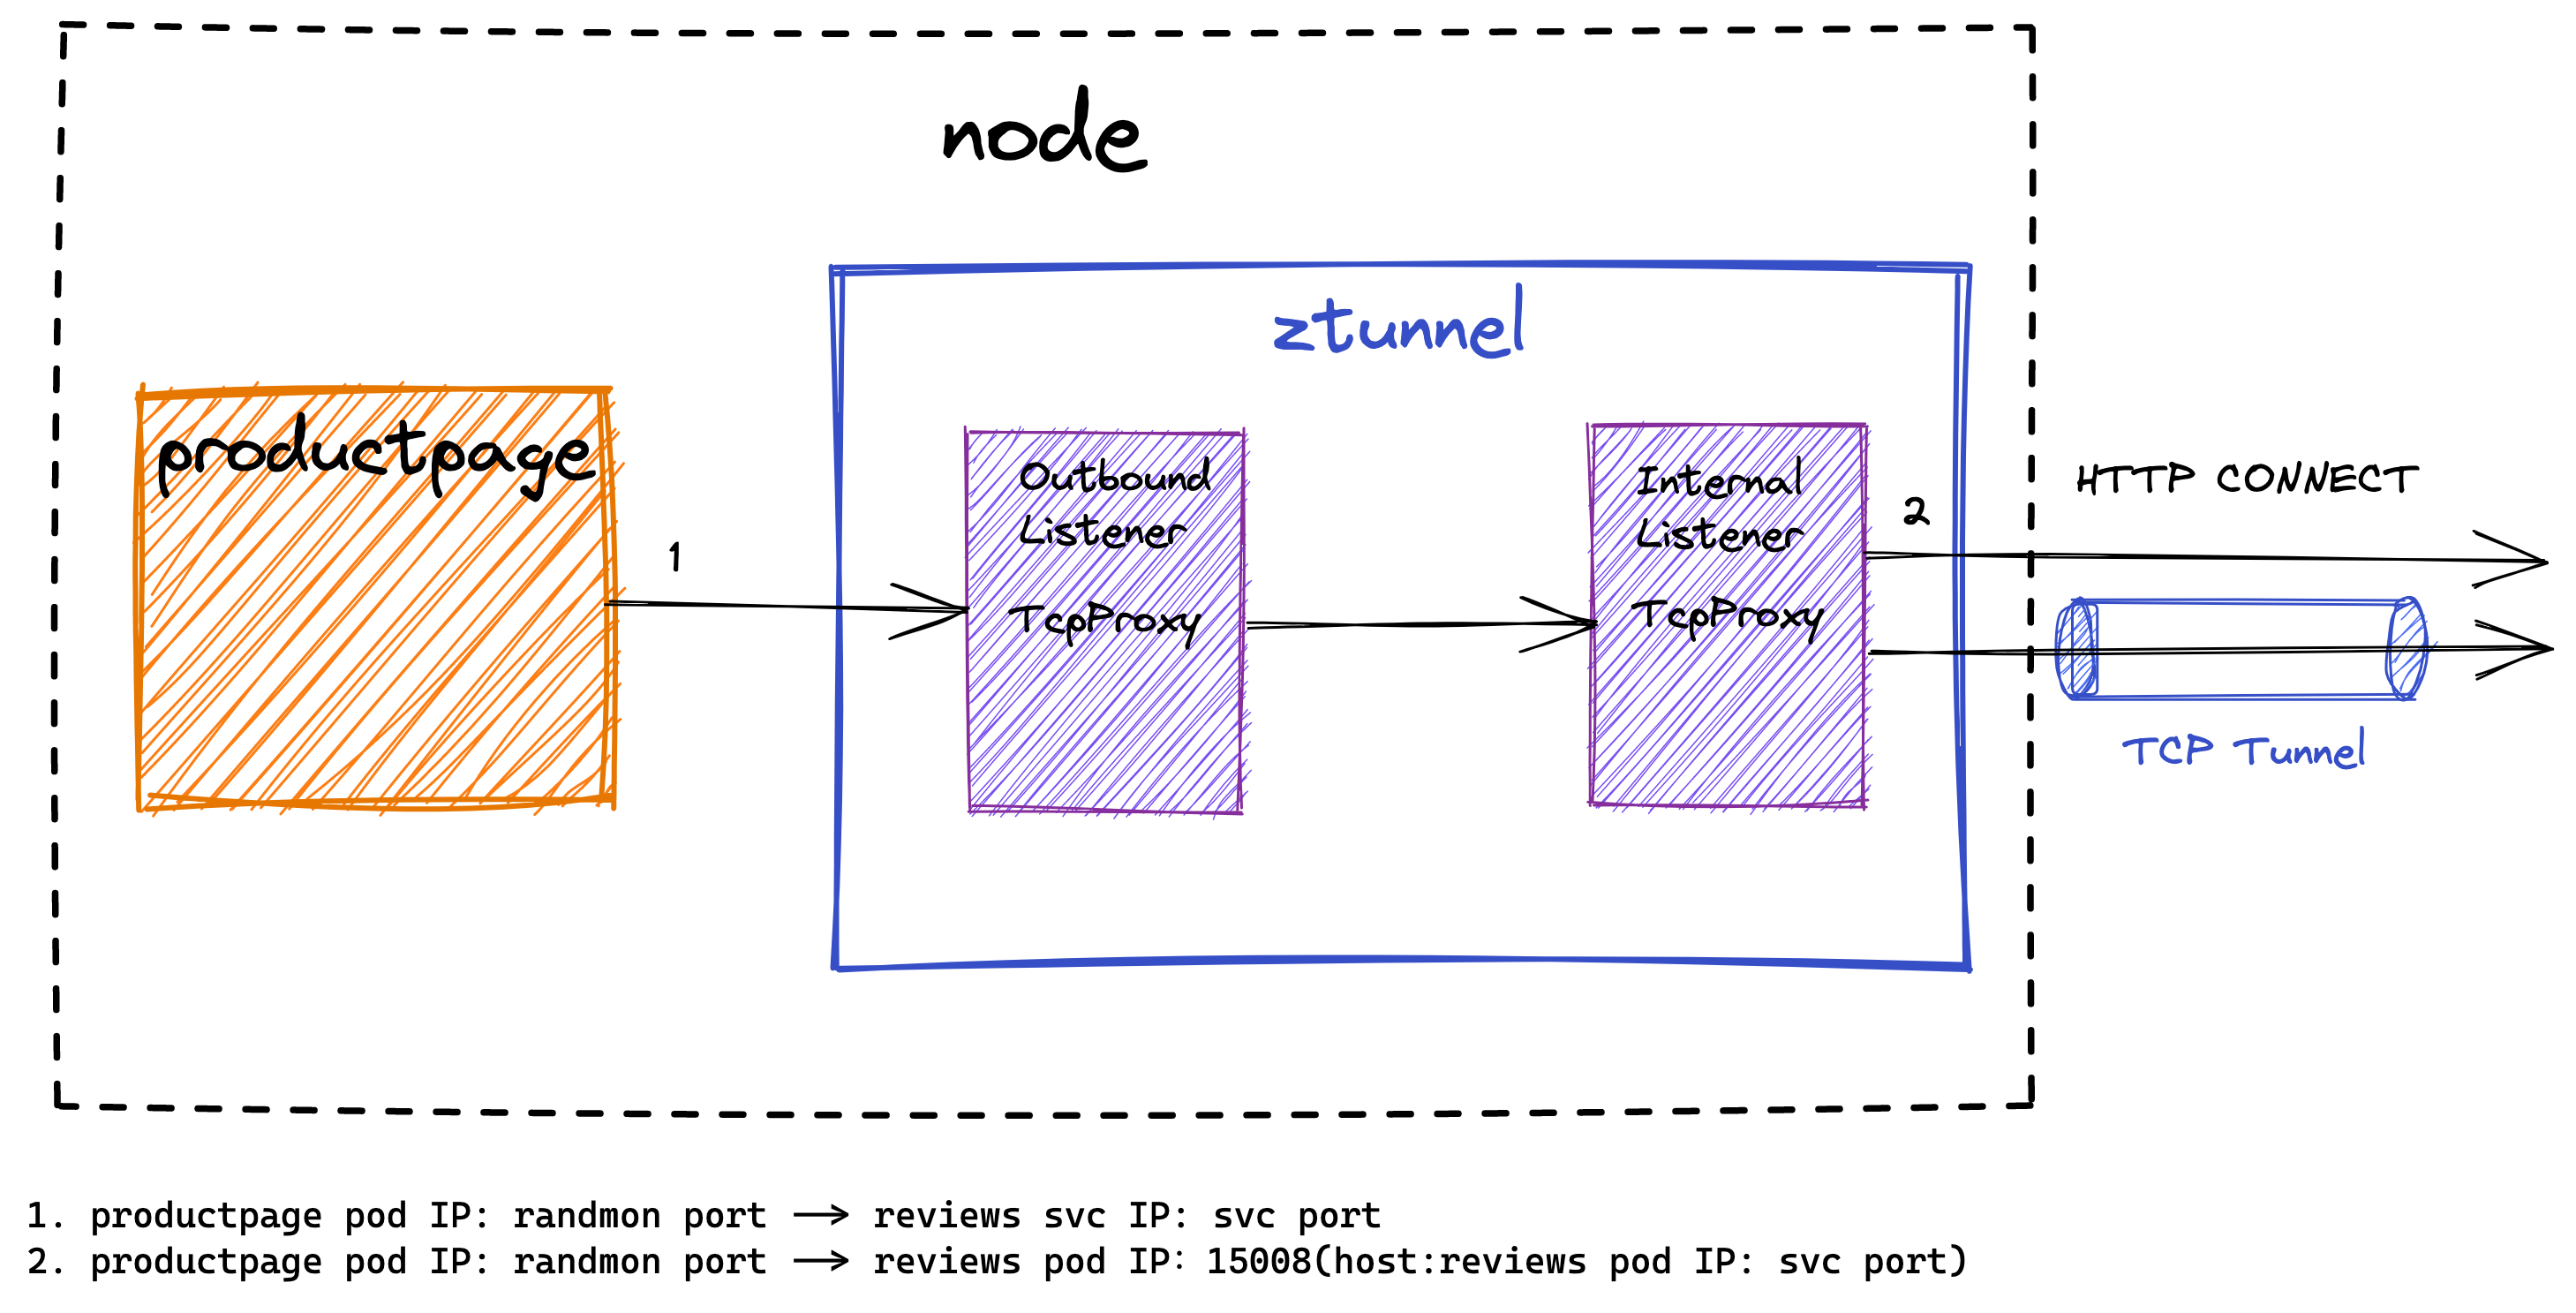 node
ztunnel
productpage
1
Outbound
Listener
TcpProxy
Internal
Listener
TcpProxy
2
HTTP CONNECT
TCP Tunnel
1. productpage pod IP: randmon port → reviews svc IP: svc port
2. productpage pod IP: randmon port → reviews pod IP: 15008(host:reviews pod IP: svc port)